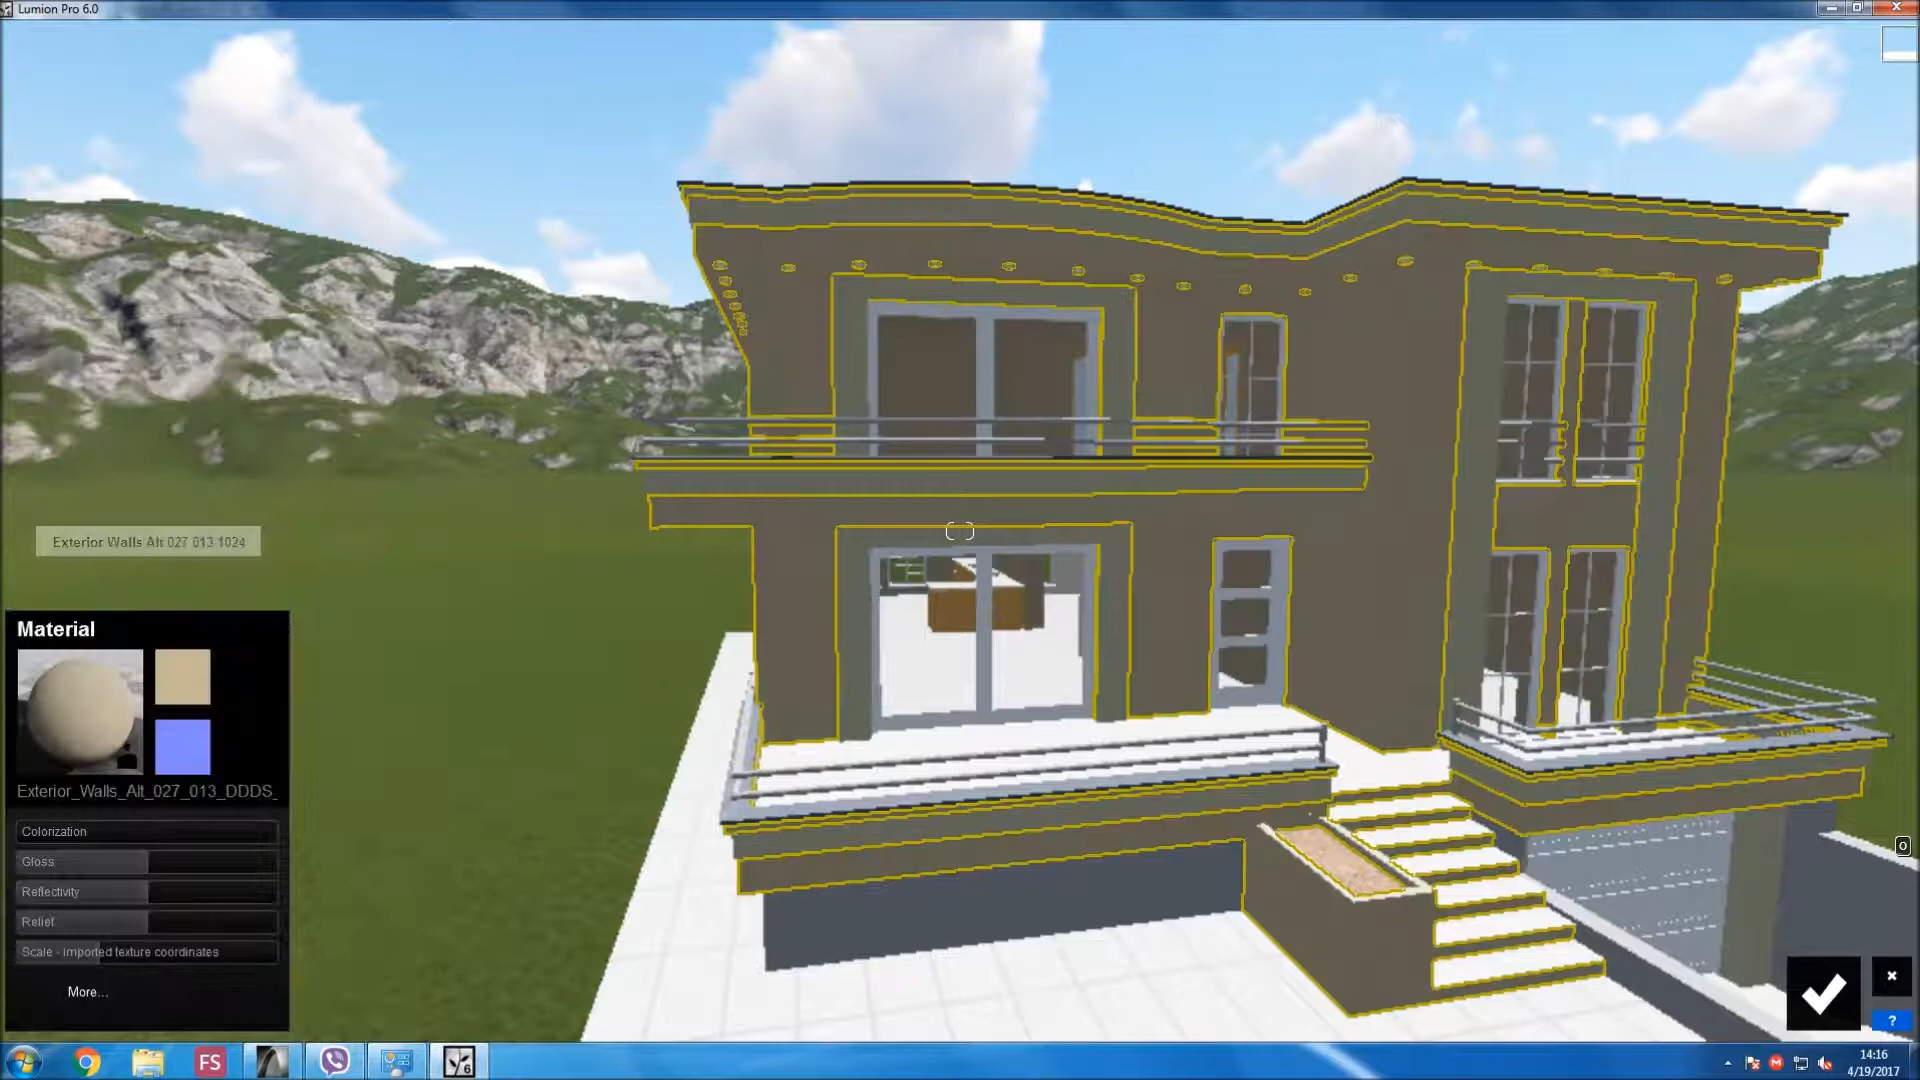 Lumion Pro 6.0
Exterior Walls Alt 027 013 1024
Material
Exterior_Walls_Alt_027_013_DDDS_
Colorization
Gloss
Reflectivity
Relief
Scale - imported texture coordinates
More...
O
?
FS
6
14:16
4/19/2017